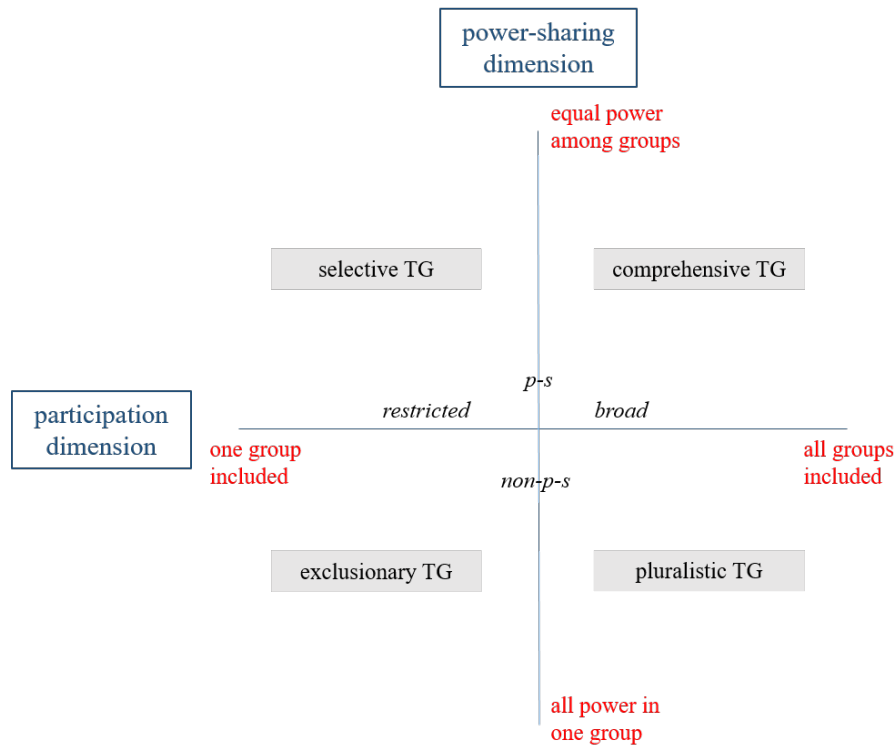 power-sharing
dimension
equal power
among groups
selective TG
comprehensive TG
p-s
restricted
broad
participation
dimension
one group
included
all groups
included
non-p-s
exclusionary TG
pluralistic TG
all power in
one group